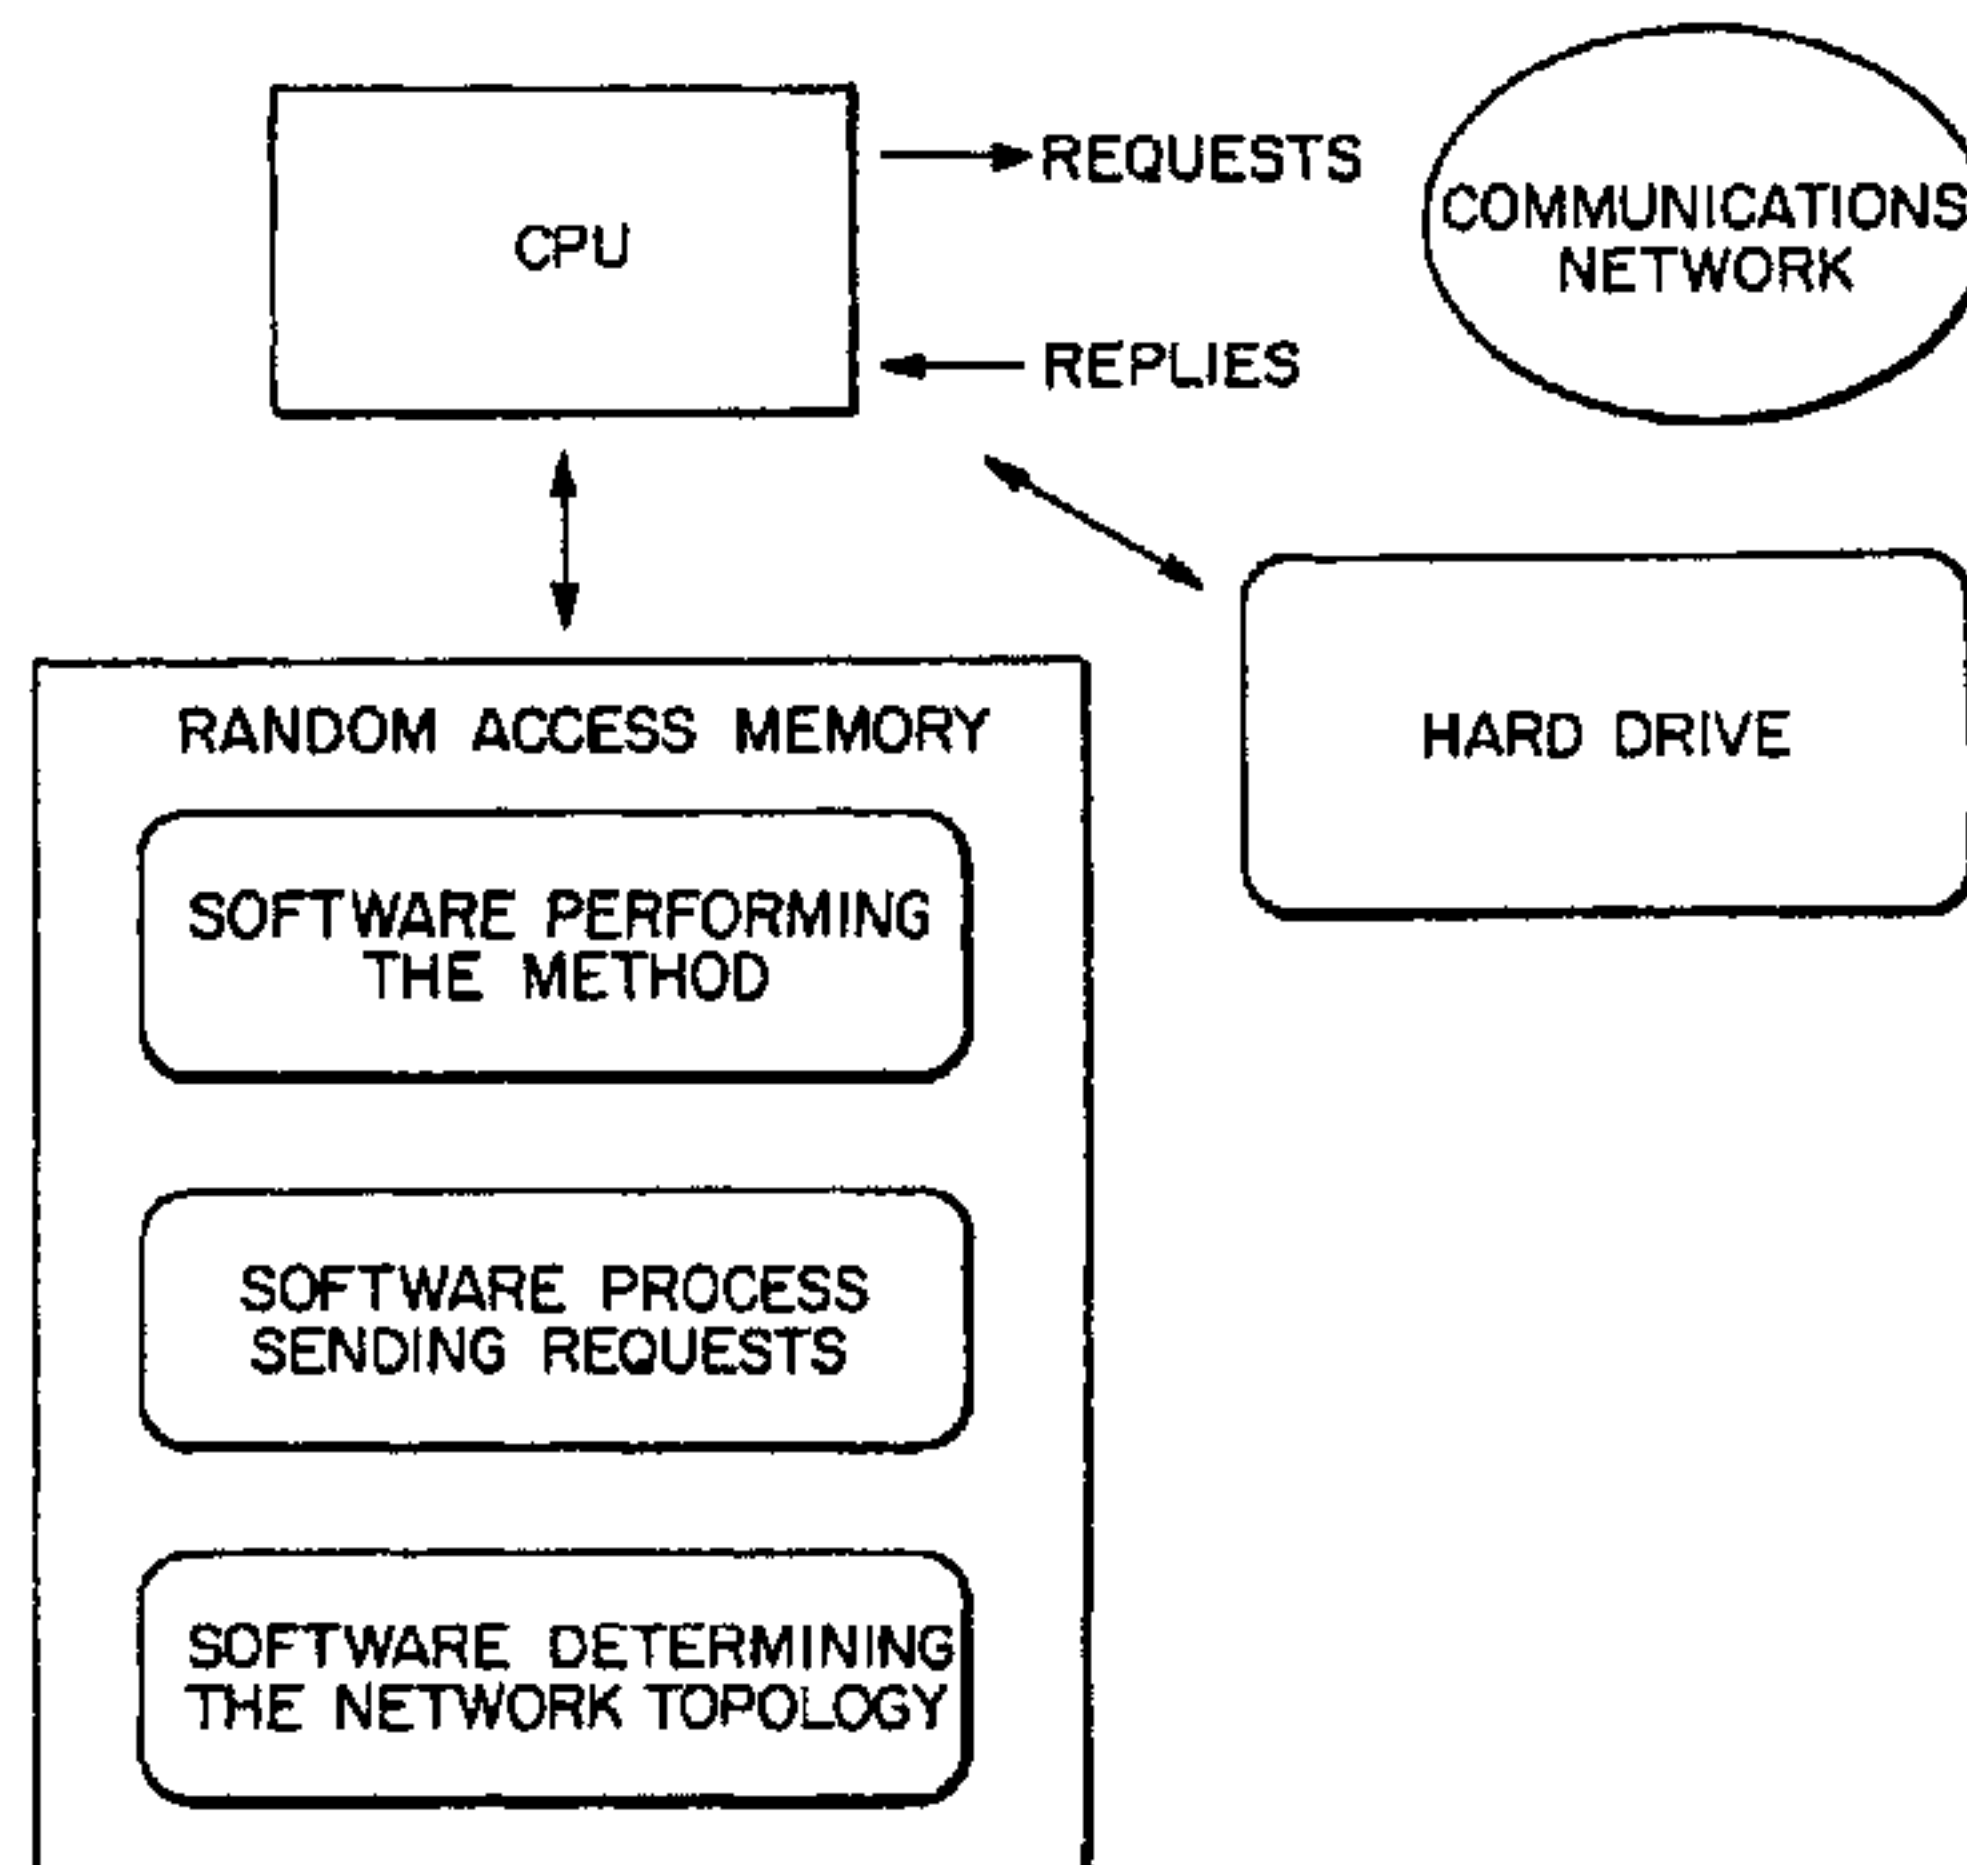 CPU
REQUESTS
REPLIES
COMMUNICATIONS
NETWORK
RANDOM ACCESS MEMORY
HARD DRIVE
SOFTWARE PERFORMING
THE METHOD
SOFTWARE PROCESS
SENDING REQUESTS
SOFTWARE DETERMINING
THE NETWORK TOPOLOGY